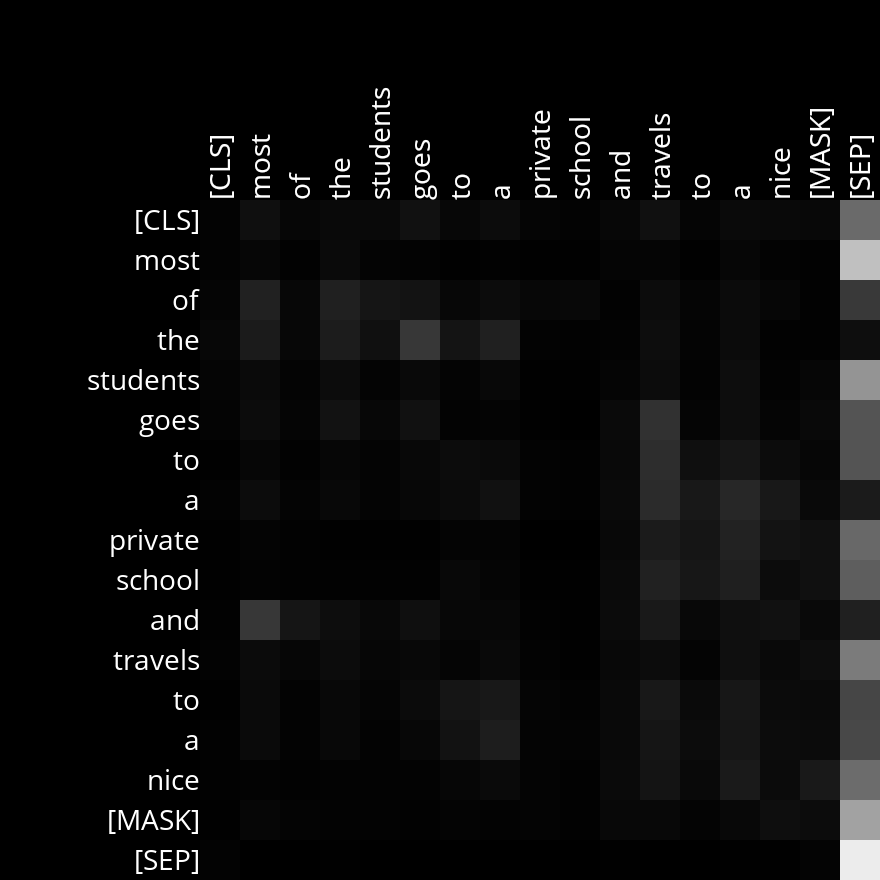 [CLS] most of the students goes to a private school and travels to a nice [MASK] [SEP]
[CLS]
most
of
the
students
goes
to
a
private
school
and
travels
to
a
nice
[MASK]
[SEP]